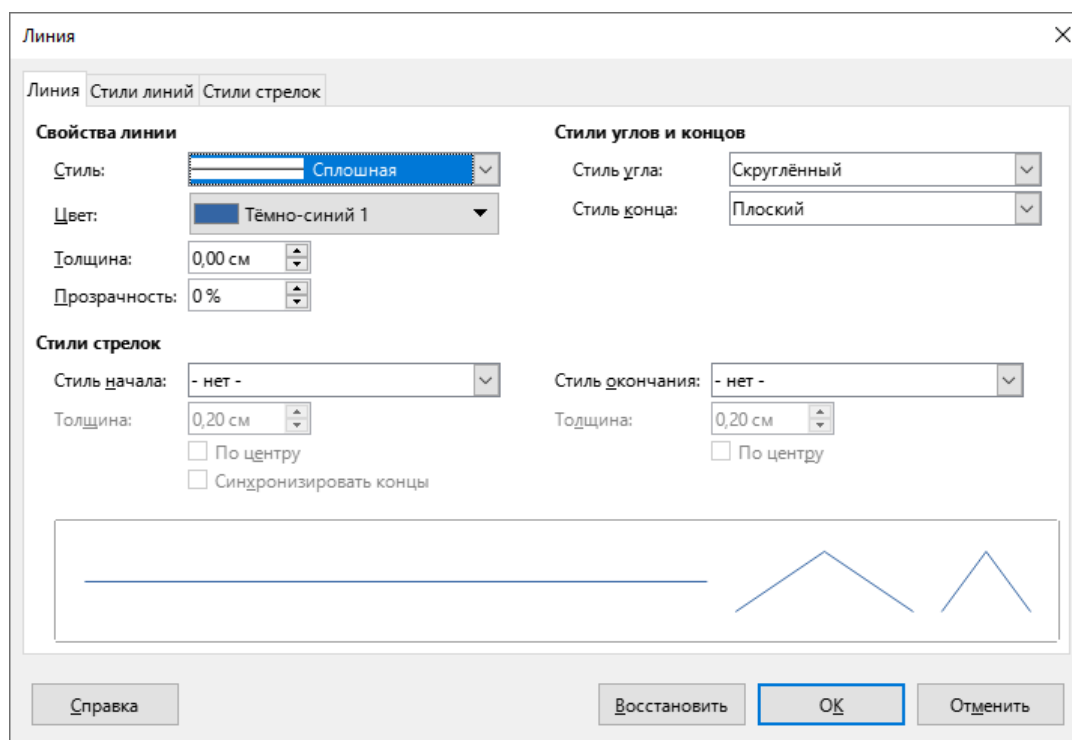 Линия
Линия Стили линий Стили стрелок
Свойства линии
Стиль: Сплошная
Цвет: Тёмно-синий 1
Толщина: 0,00 см
Прозрачность: 0 %
Стили углов и концов
Стиль угла: Скруглённый
Стиль конца: Плоский
Стили стрелок
Стиль начала: - нет -
Толщина: 0,20 см
По центру
Синхронизировать концы
Стиль окончания: - нет -
Толщина: 0,20 см
По центру
Справка Восстановить ОК Отменить